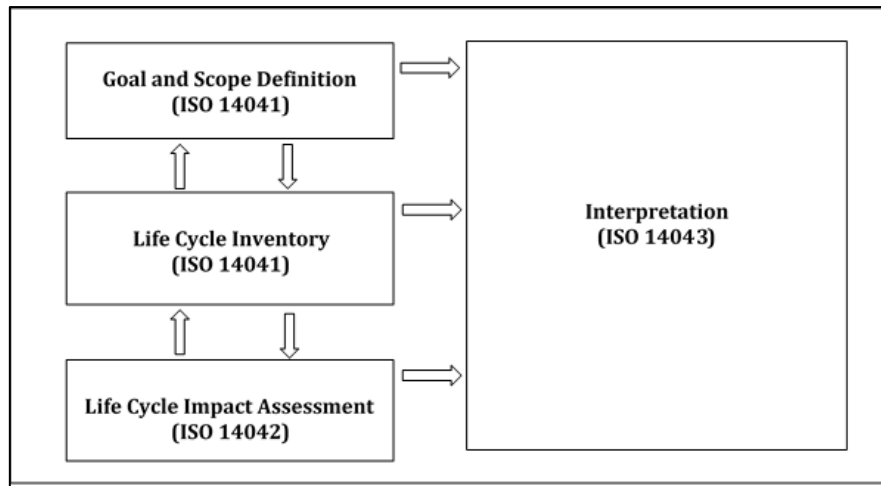 Goal and Scope Definition
(ISO 14041)
Life Cycle Inventory
(ISO 14041)
Life Cycle Impact Assessment
(ISO 14042)
Interpretation
(ISO 14043)